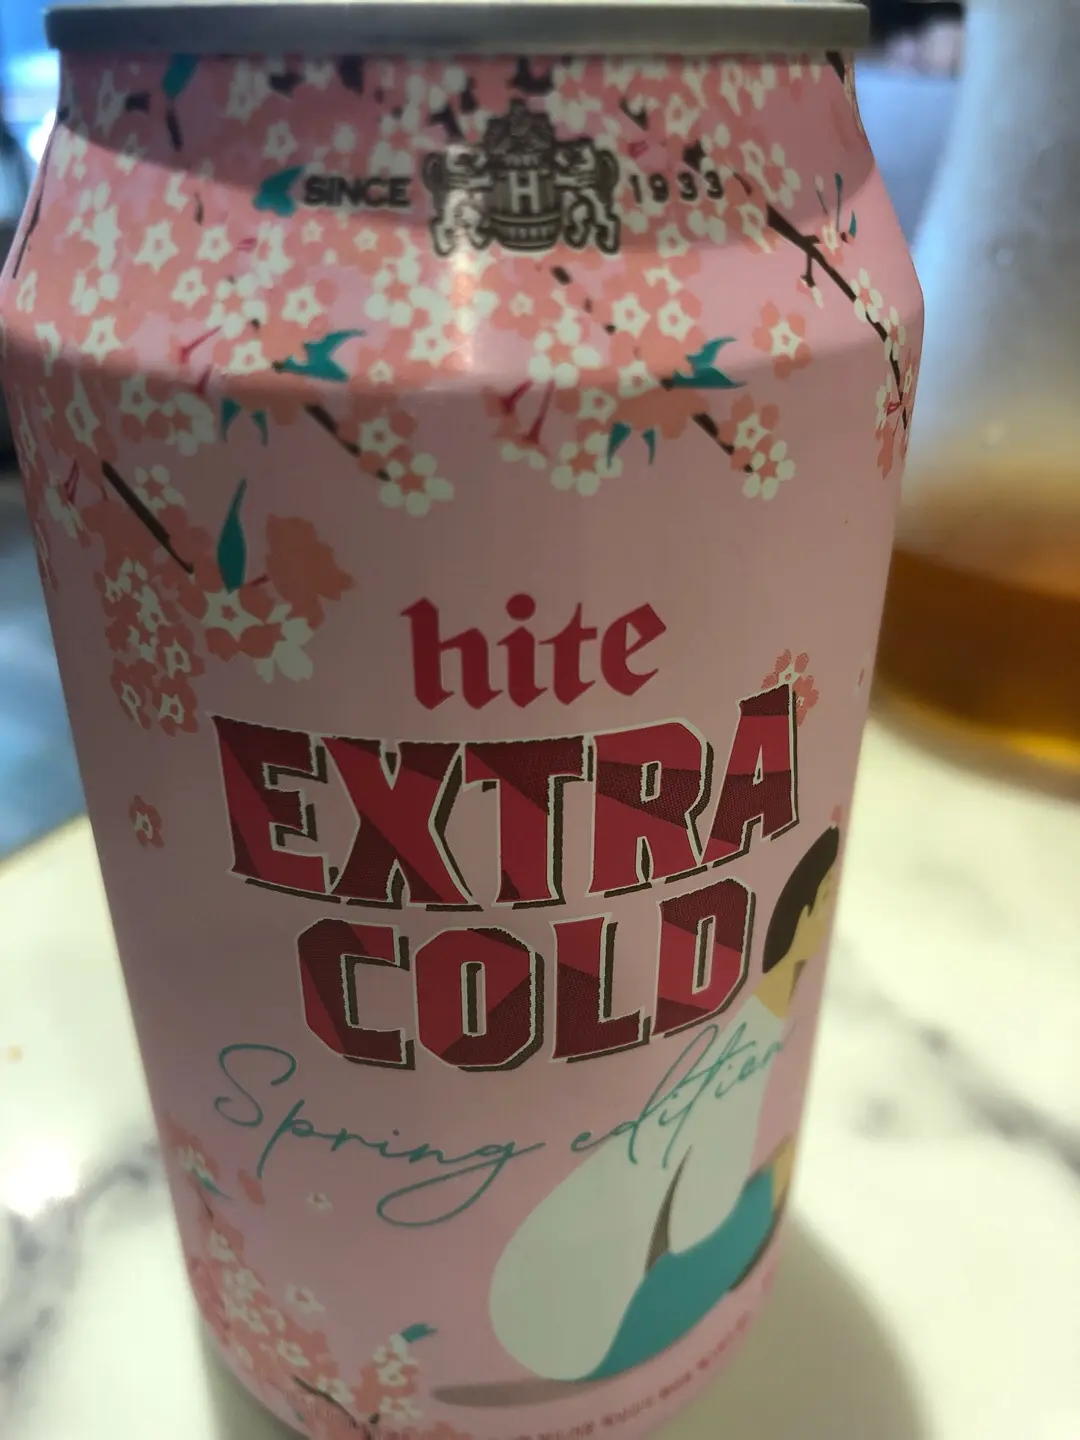 SINCE H 1933
hite
EXTRA
COLD
Spring edition